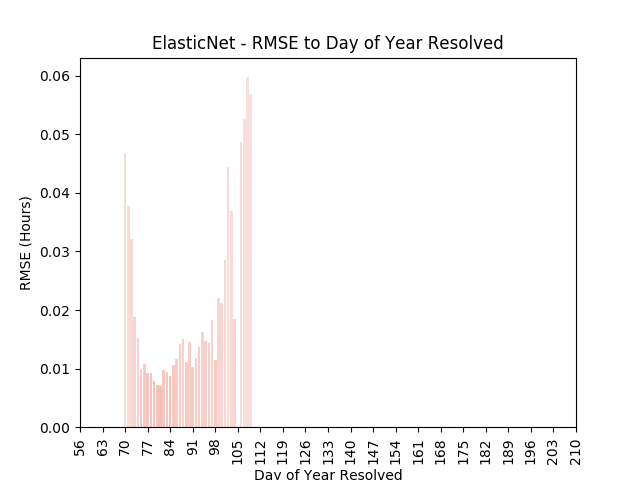 ElasticNet - RMSE to Day of Year Resolved
0.06
0.05
0.04
0.03
0.02
0.01
0.00
RMSE (Hours)
56 63 70 77 84 91 98 105 112 119 126 133 140 147 154 161 168 175 182 189 196 203 210
Day of Year Resolved